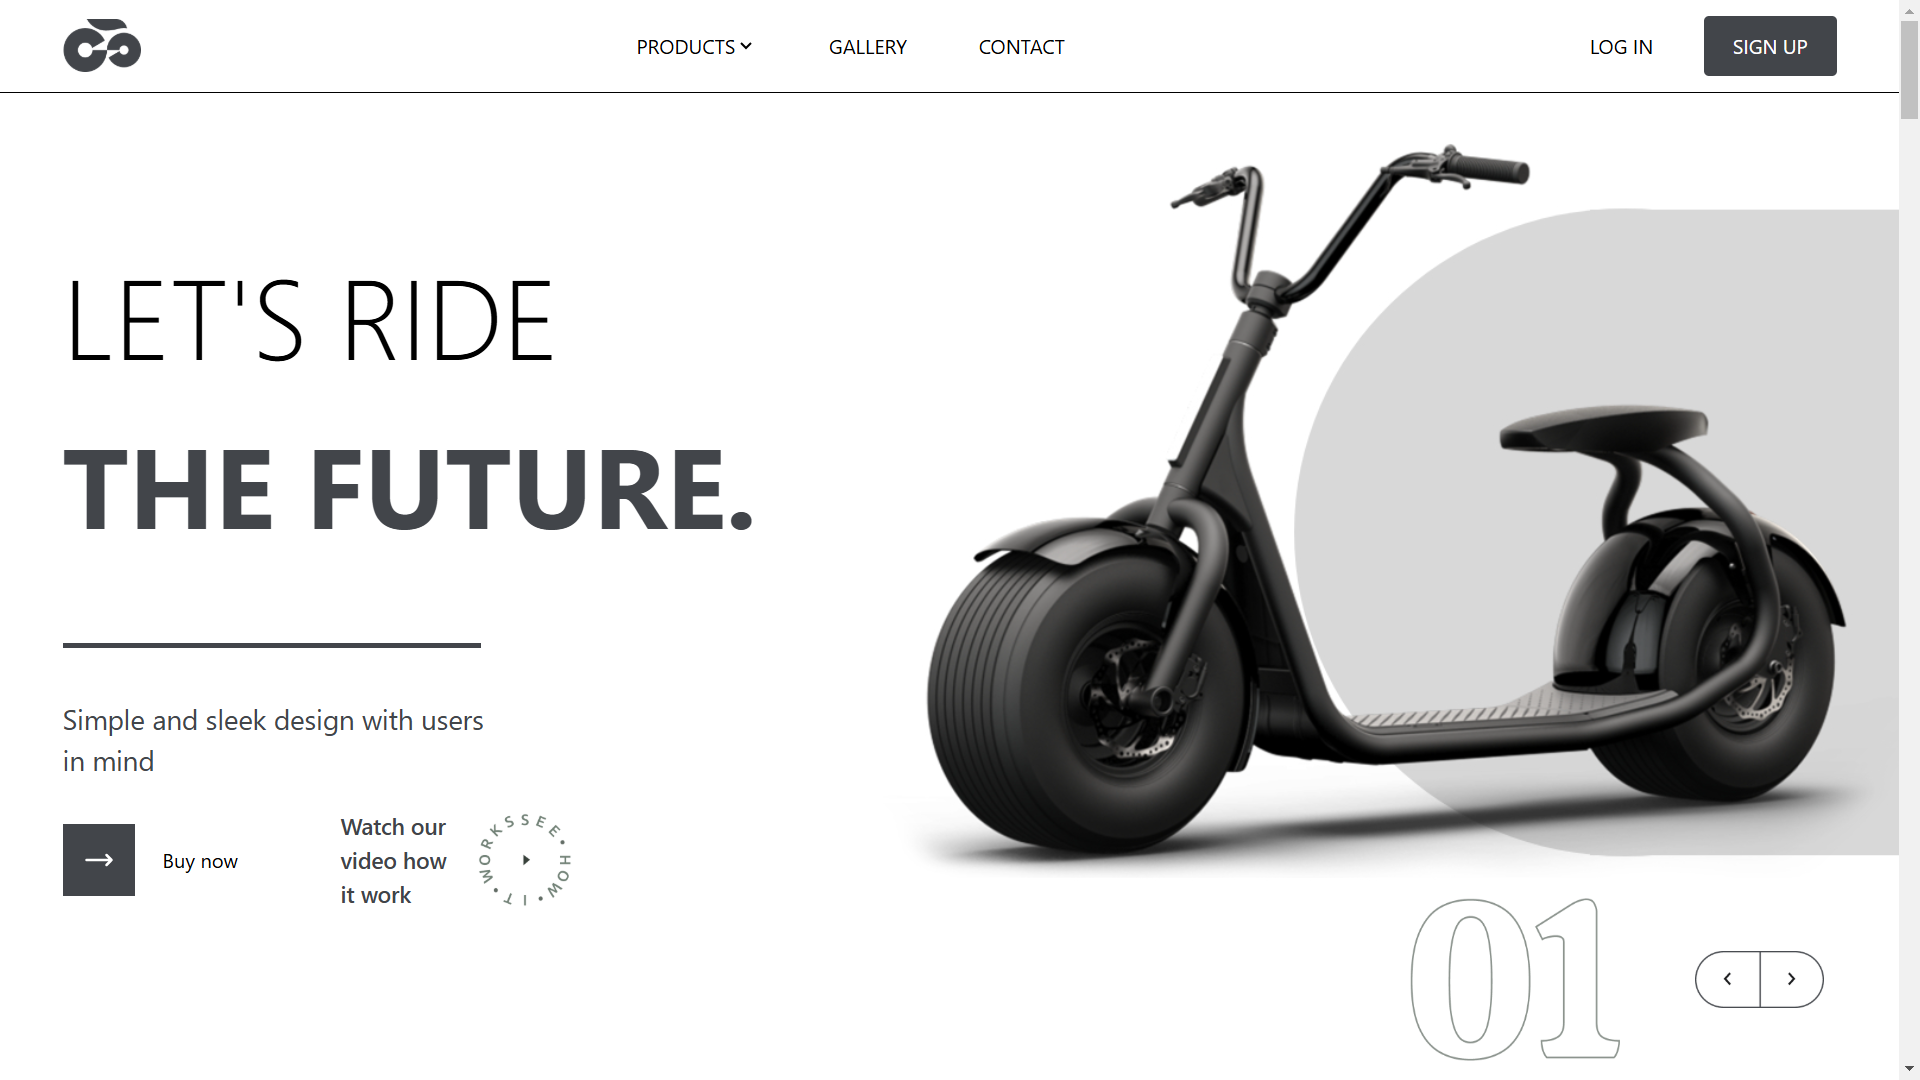 PRODUCTS GALLERY CONTACT LOG IN SIGN UP
LET'S RIDE
THE FUTURE.
Simple and sleek design with users
in mind
Buy now
Watch our
video how
it work
SEE • HOW • IT • WORKS
01